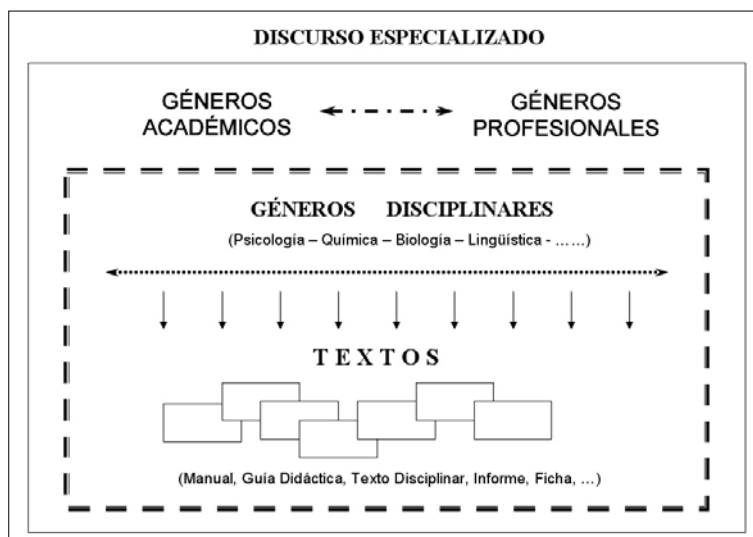 DISCURSO ESPECIALIZADO
GÉNEROS ACADÉMICOS
GÉNEROS PROFESIONALES
GÉNEROS DISCIPLINARES
(Psicología – Química – Biología – Lingüística - ……)
T E X T O S
(Manual, Guía Didáctica, Texto Disciplinar, Informe, Ficha, …)